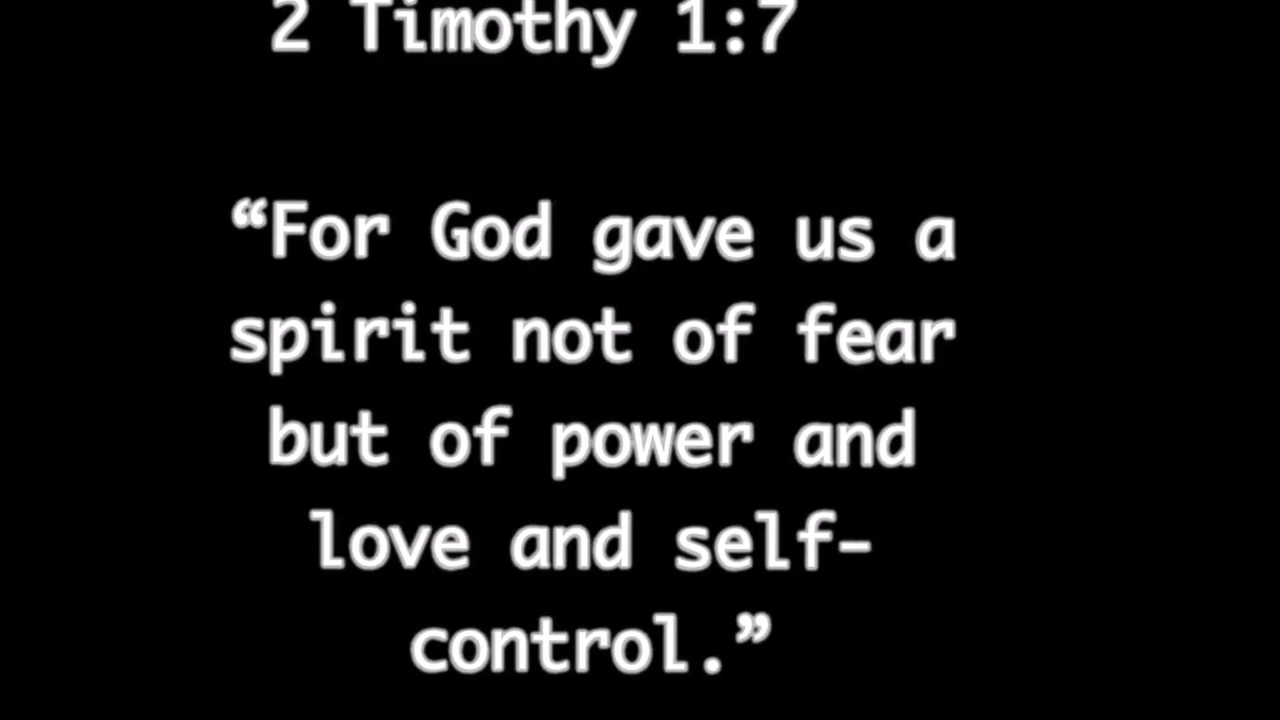 2 Timothy 1:7
“For God gave us a
spirit not of fear
but of power and
love and self-
control.”